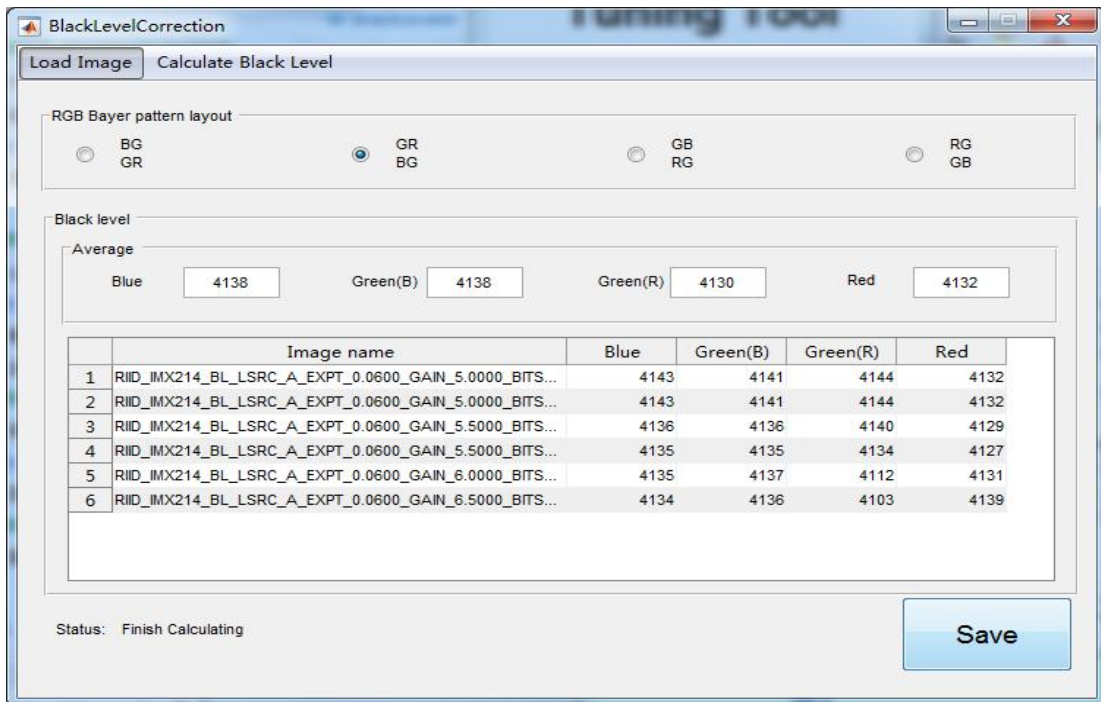 Tuning Tool
BlackLevelCorrection
Load Image Calculate Black Level
RGB Bayer pattern layout
BG GR GB RG
GR BG RG GB
Black level
Average
Blue 4138 Green(B) 4138 Green(R) 4130 Red 4132
Image name Blue Green(B) Green(R) Red
1 RIID_IMX214_BL_LSRC_A_EXPT_0.0600_GAIN_5.0000_BITS... 4143 4141 4144 4132
2 RIID_IMX214_BL_LSRC_A_EXPT_0.0600_GAIN_5.0000_BITS... 4143 4141 4144 4132
3 RIID_IMX214_BL_LSRC_A_EXPT_0.0600_GAIN_5.5000_BITS... 4136 4136 4140 4129
4 RIID_IMX214_BL_LSRC_A_EXPT_0.0600_GAIN_5.5000_BITS... 4135 4135 4134 4127
5 RIID_IMX214_BL_LSRC_A_EXPT_0.0600_GAIN_6.0000_BITS... 4135 4137 4112 4131
6 RIID_IMX214_BL_LSRC_A_EXPT_0.0600_GAIN_6.5000_BITS... 4134 4136 4103 4139
Status: Finish Calculating
Save